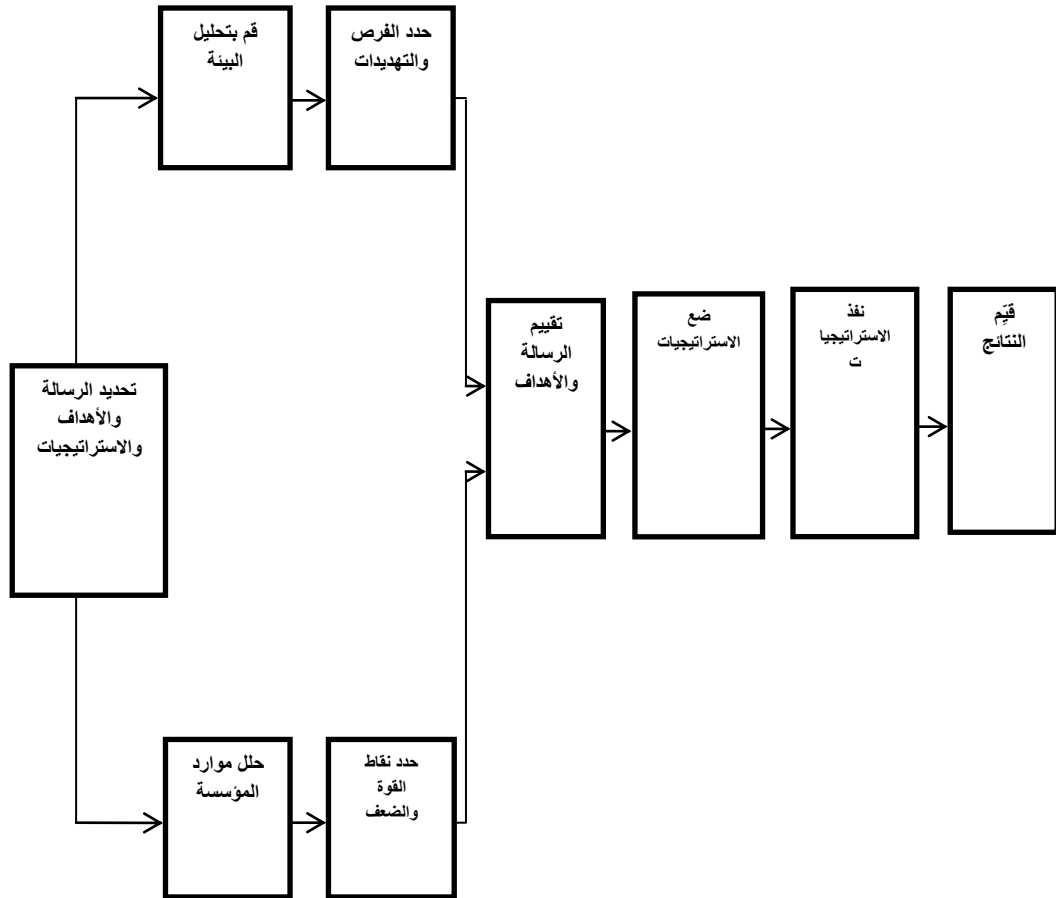 قم بتحليل
البيئة
حدد الفرص
والتهديدات
تحديد الرسالة
والأهداف
والاستراتيجيات
تقييم
الرسالة
والأهداف
ضع
الاستراتيجيات
نفذ
الاستراتيجيا
ت
قيِّم
النتائج
حلل موارد
المؤسسة
حدد نقاط
القوة
والضعف